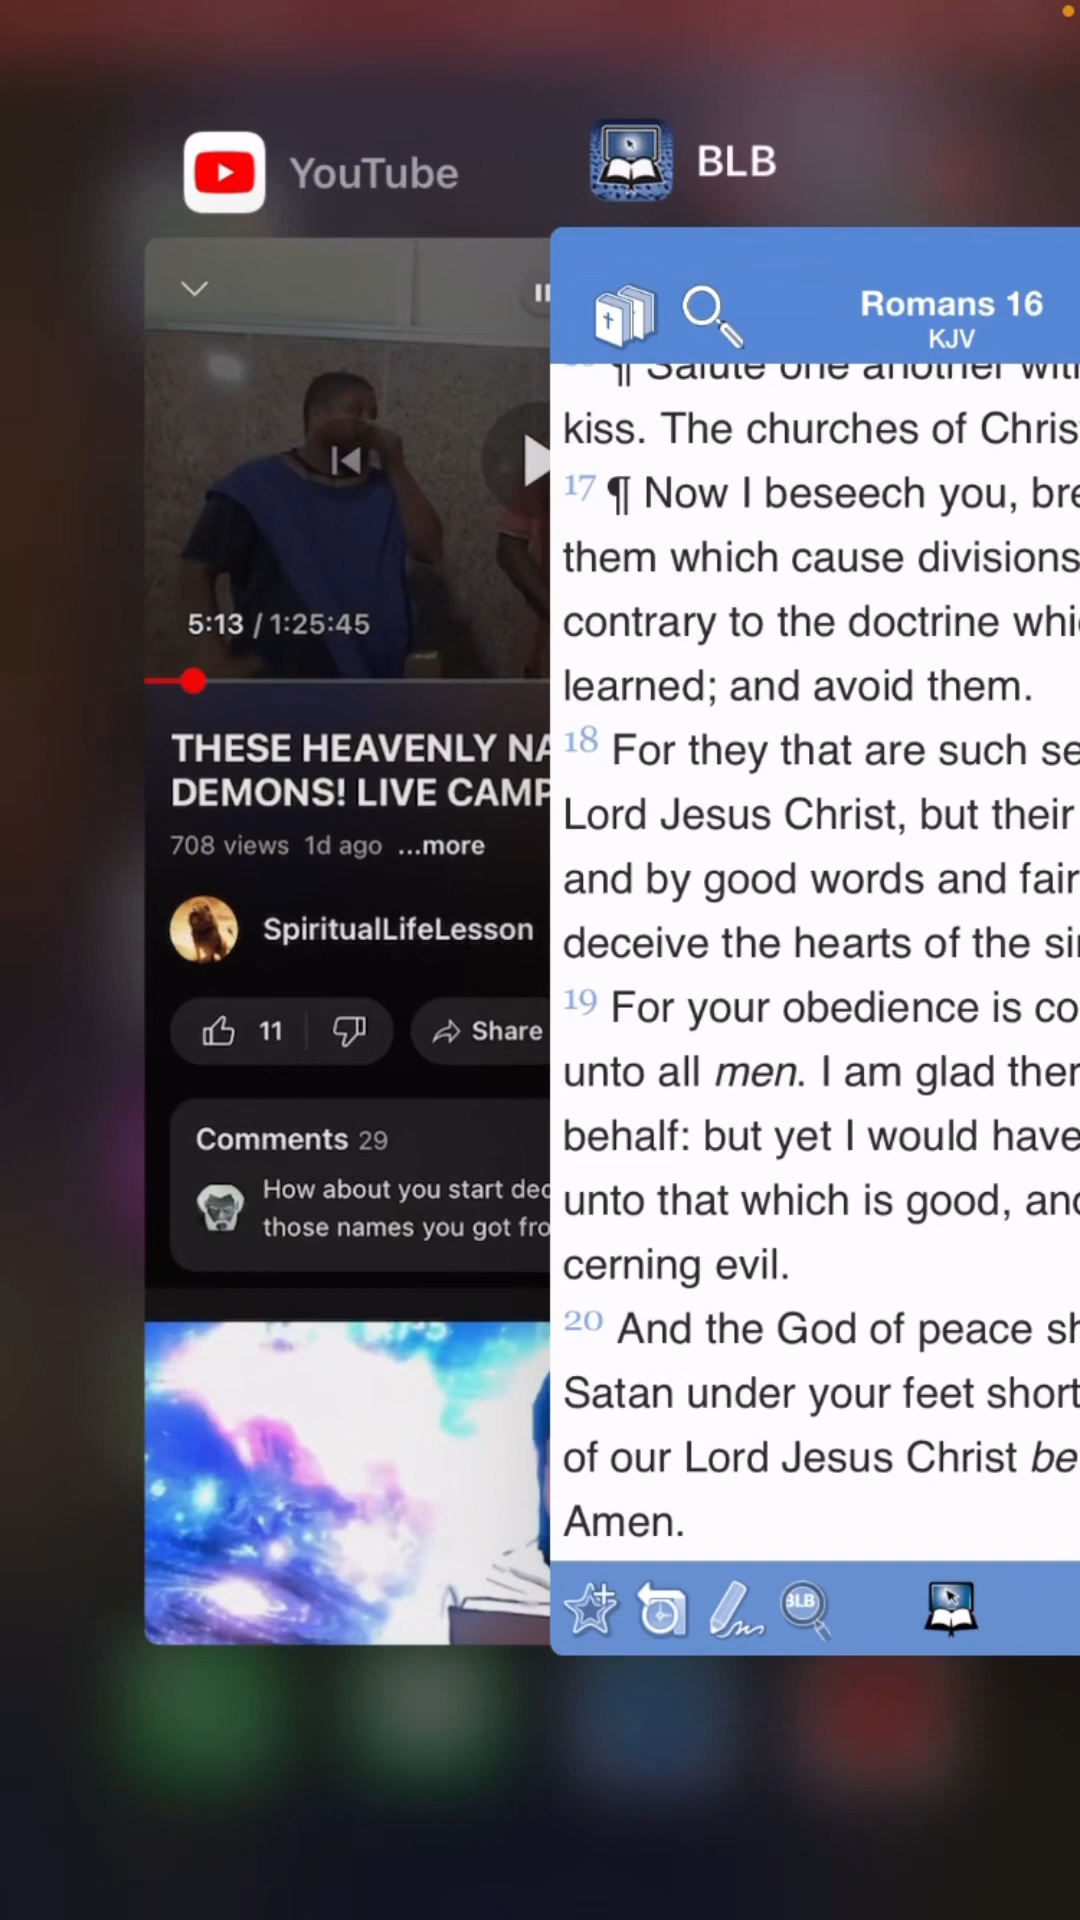 YouTube
BLB
5:13 / 1:25:45
THESE HEAVENLY NA
DEMONS! LIVE CAMP
708 views 1d ago ...more
SpiritualLifeLesson
11
Share
Comments 29
How about you start dec
those names you got fro
Romans 16
KJV
¶ Salute one another with
kiss. The churches of Chris
17 ¶ Now I beseech you, bre
them which cause divisions
contrary to the doctrine whi
learned; and avoid them.
18 For they that are such se
Lord Jesus Christ, but their
and by good words and fair
deceive the hearts of the si
19 For your obedience is co
unto all men. I am glad ther
behalf: but yet I would have
unto that which is good, and
cerning evil.
20 And the God of peace sh
Satan under your feet short
of our Lord Jesus Christ be
Amen.
BLB